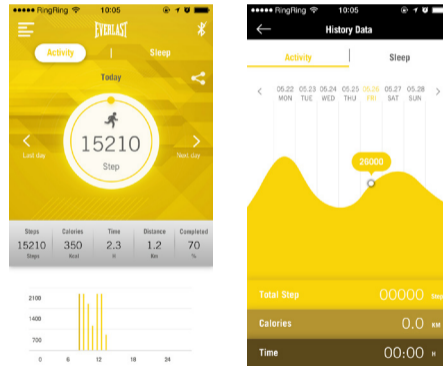 RingRing 10:05
EVERLAST
Activity | Sleep
Today
15210
Step
Last day
Next day
Steps Calories Time Distance Completed
15210 350 2.3 1.2 70
Steps Kcal H Km %
2100
1400
700
0 6 12 18 24
RingRing 10:05
History Data
Activity | Sleep
05.22 05.23 05.24 05.25 05.26 05.27 05.28
MON TUE WED THU FRI SAT SUN
26000
Total Step 00000 Step
Calories 0.0 KM
Time 00:00 H